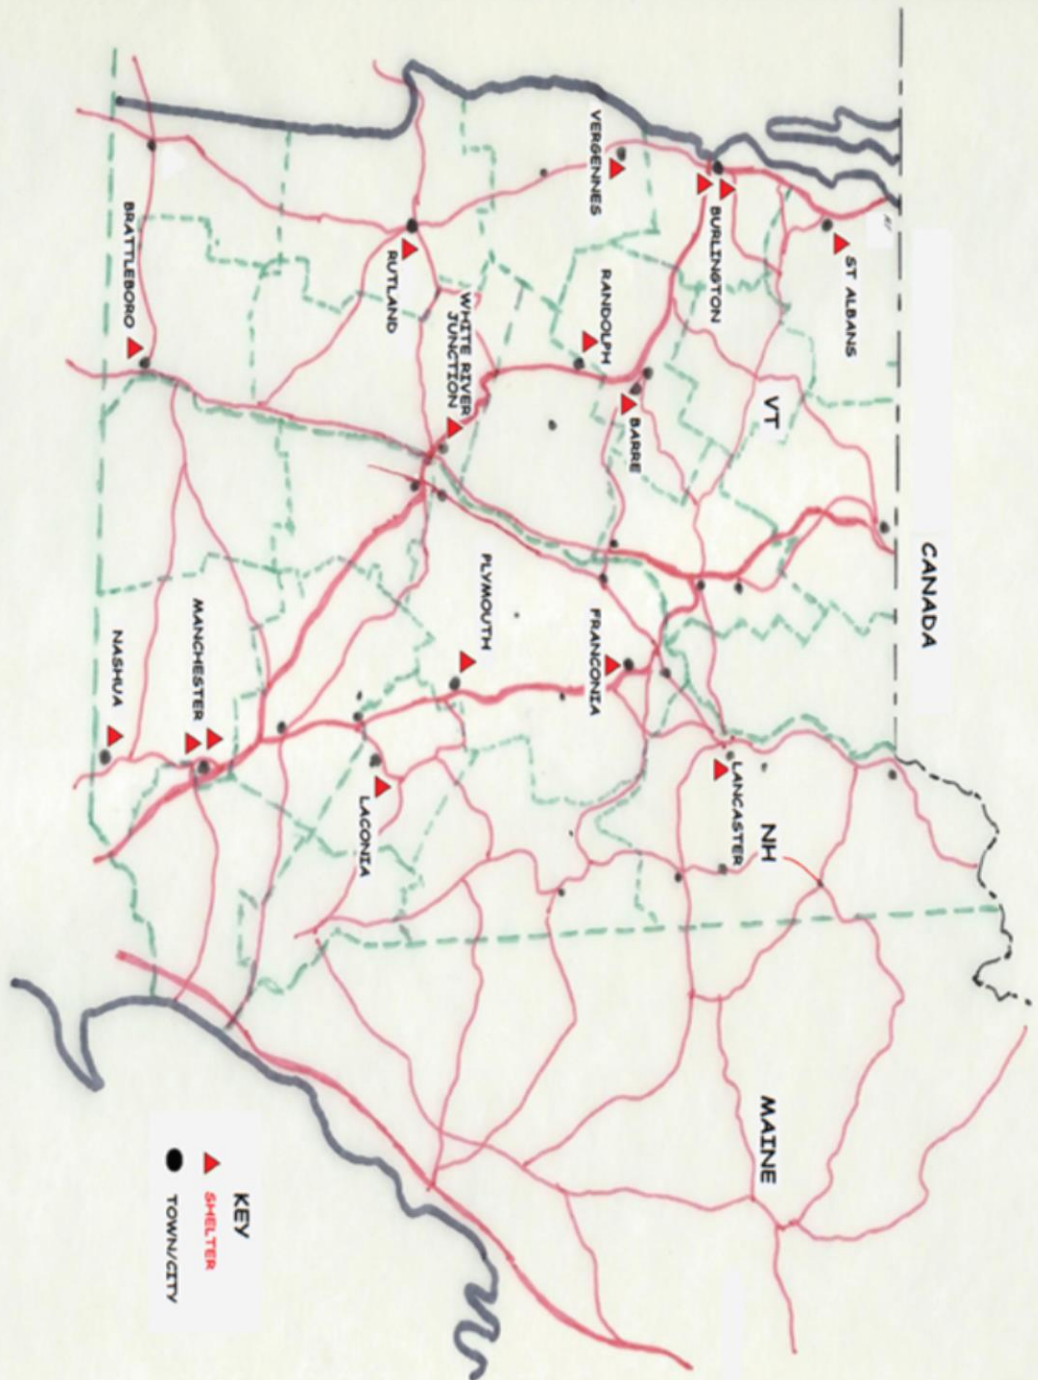 CANADA
ST ALBANS
VT
NH
MAINE
BURLINGTON
LANCASTER
BARRE
VERGENNES
RANDOLPH
FRANCONIA
WHITE RIVER
JUNCTION
PLYMOUTH
RUTLAND
LACONIA
KEY
SHELTER
TOWN/CITY
MANCHESTER
BRATTLEBORO
NASHUA